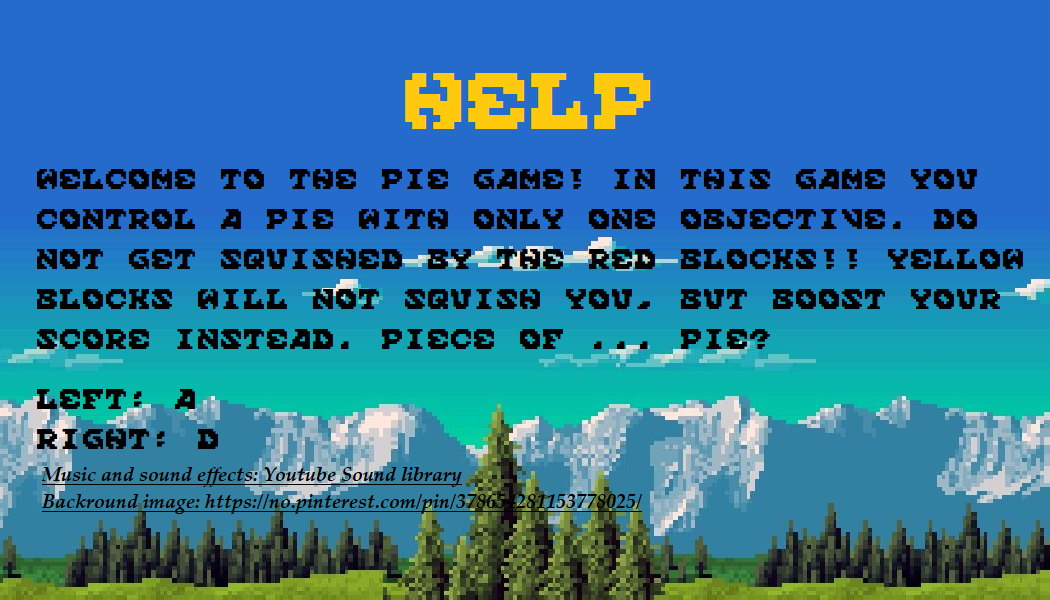 HELP
WELCOME TO THE PIE GAME! IN THIS GAME YOU
CONTROL A PIE WITH ONLY ONE OBJECTIVE. DO
NOT GET SQUISHED BY THE RED BLOCKS!! YELLOW
BLOCKS WILL NOT SQUISH YOU, BUT BOOST YOUR
SCORE INSTEAD. PIECE OF ... PIE?
LEFT: A
RIGHT: D
Music and sound effects: Youtube Sound library
Backround image: